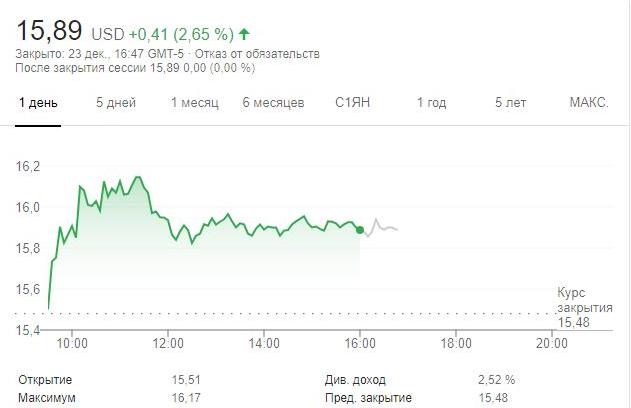 15,89 USD +0,41 (2,65 %) ↑
Закрыто: 23 дек., 16:47 GMT-5 · Отказ от обязательств
После закрытия сессии 15,89 0,00 (0,00 %)
1 день 5 дней 1 месяц 6 месяцев С1ЯН 1 год 5 лет МАКС.
16,2
16,0
15,8
15,6
15,4
Курс
закрытия
15,48
10:00 12:00 14:00 16:00 18:00 20:00
Открытие 15,51 Див. доход 2,52 %
Максимум 16,17 Пред. закрытие 15,48